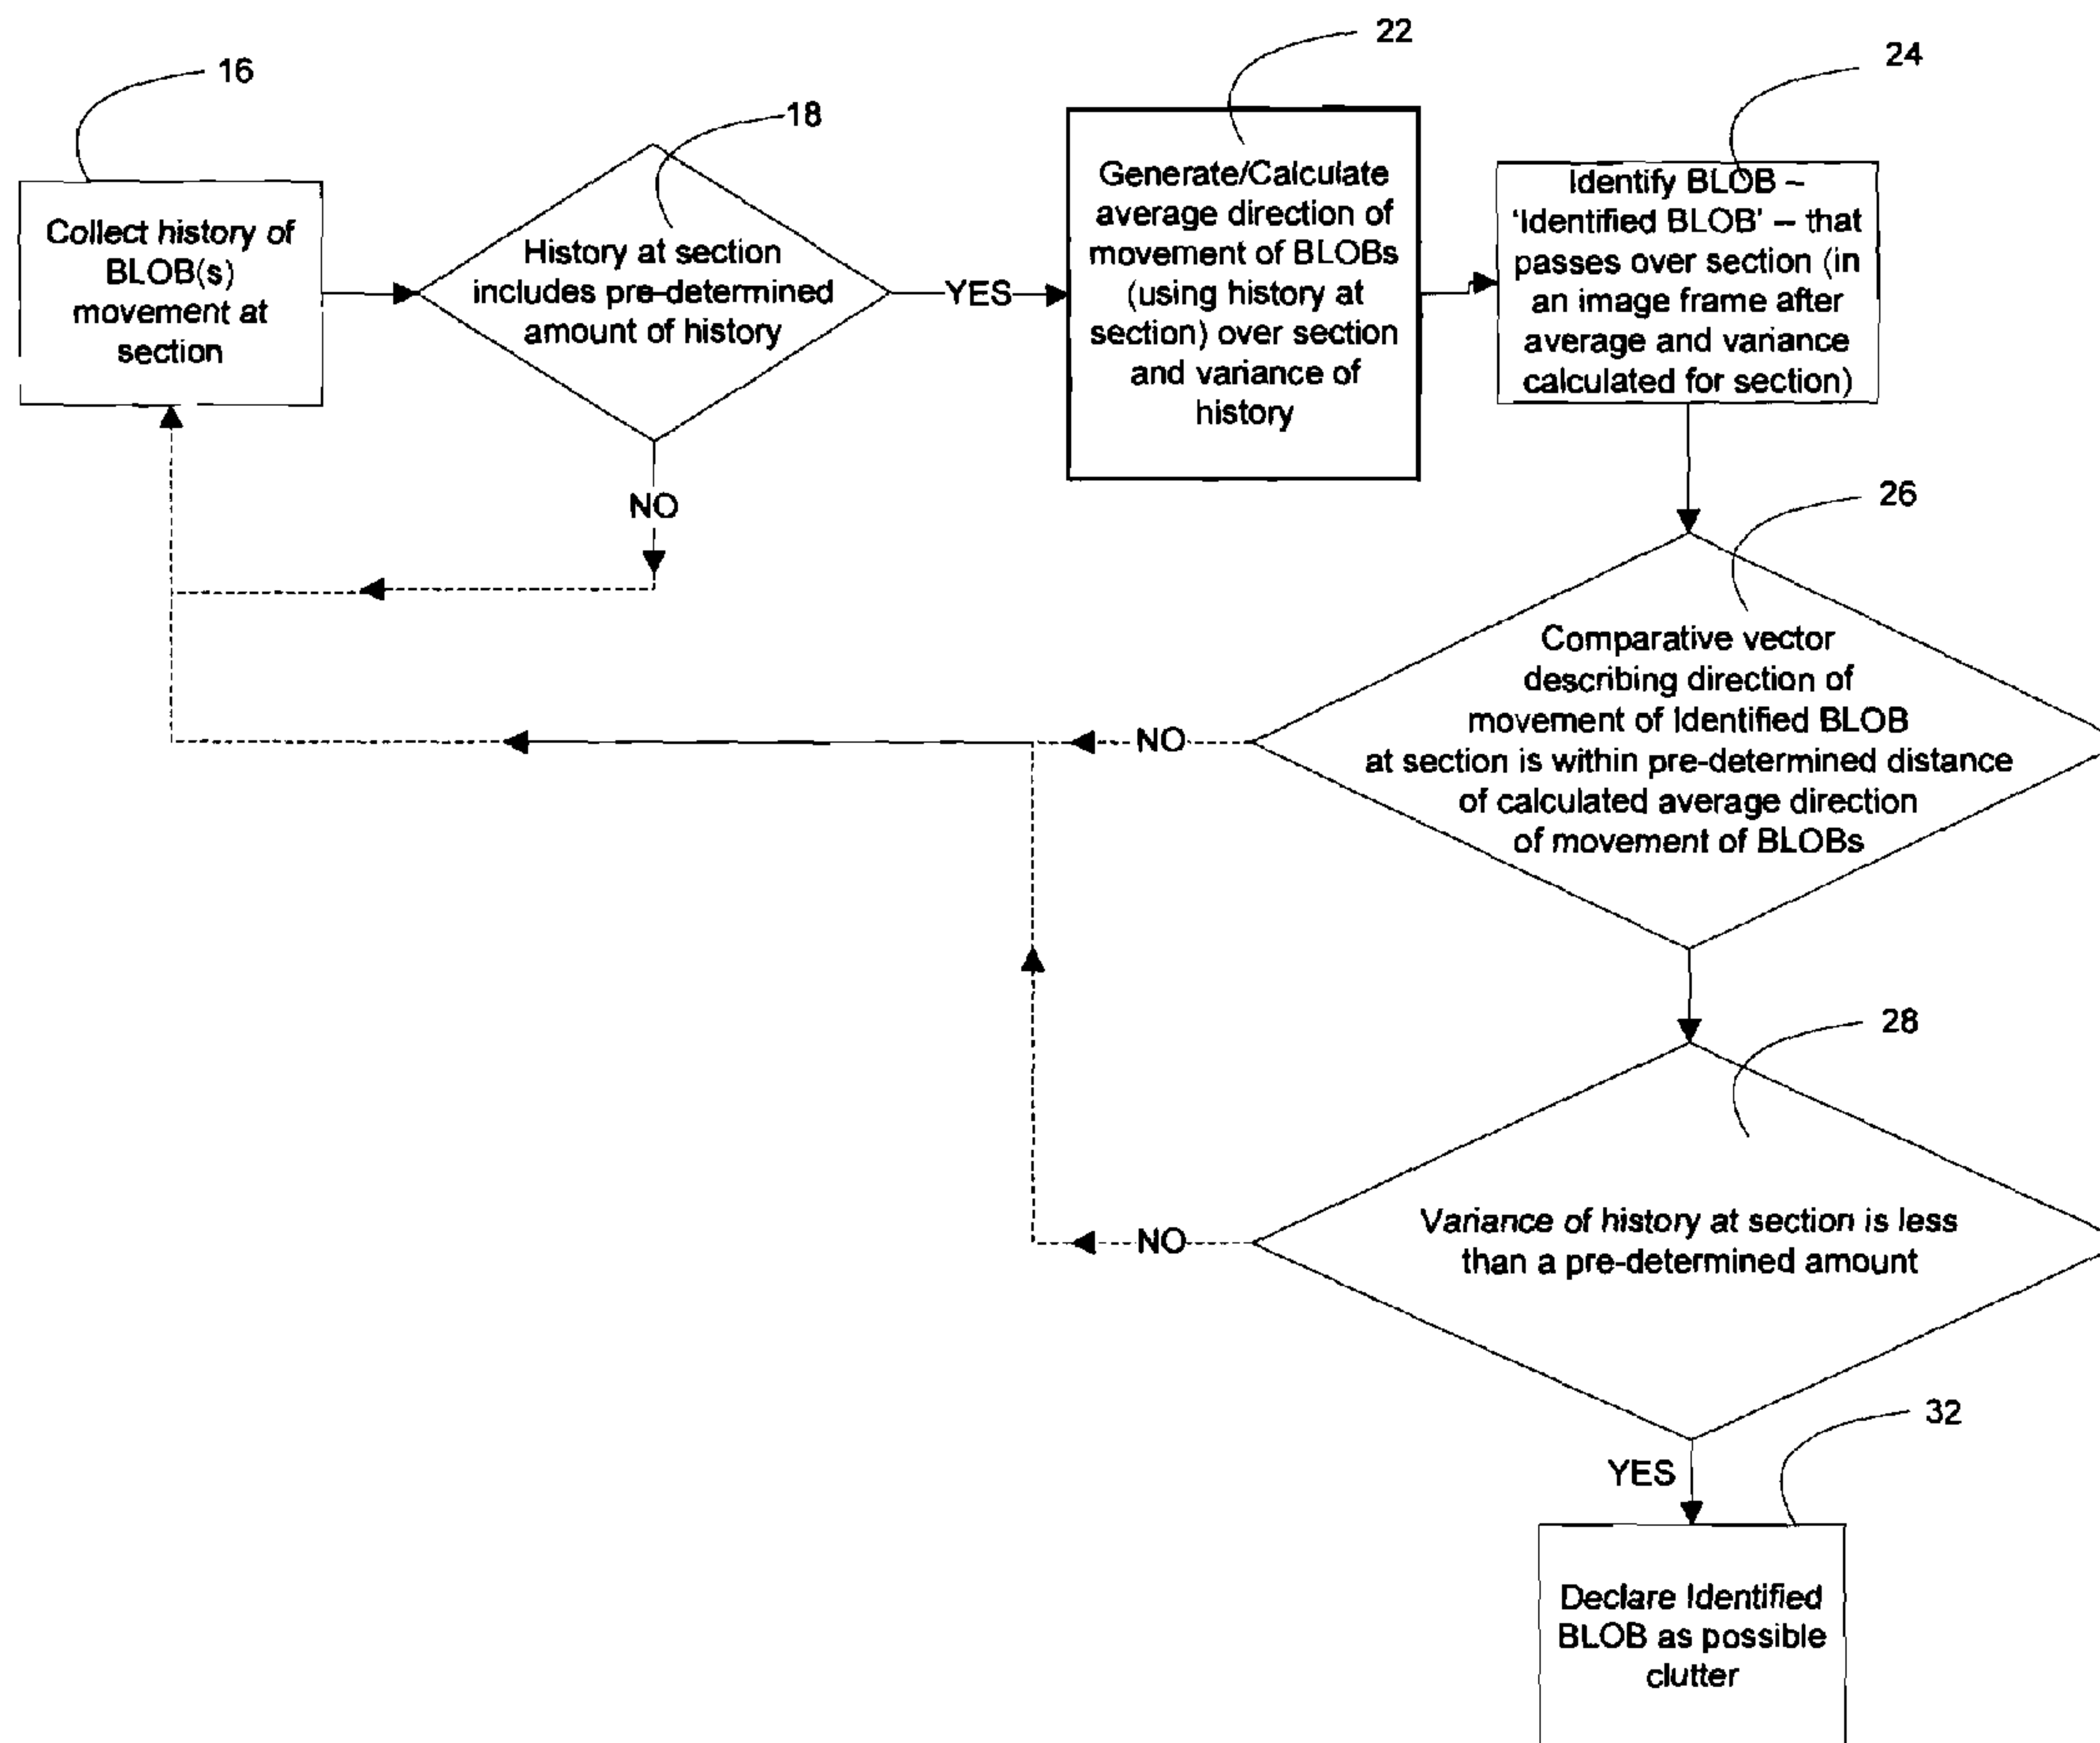 16
Collect history of
BLOB(s)
movement at
section
18
History at section
includes pre-determined
amount of history
YES
NO
22
Generate/Calculate
average direction of
movement of BLOBs
(using history at
section) over section
and variance of
history
24
Identify BLOB –
'Identified BLOB' – that
passes over section (in
an image frame after
average and variance
calculated for section)
26
Comparative vector
describing direction of
movement of Identified BLOB
at section is within pre-determined distance
of calculated average direction
of movement of BLOBs
NO
28
Variance of history at section is less
than a pre-determined amount
NO
YES
32
Declare Identified
BLOB as possible
clutter